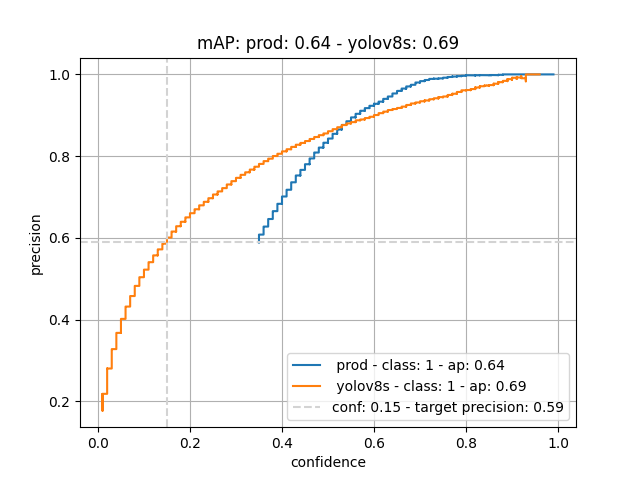 mAP: prod: 0.64 - yolov8s: 0.69
precision
1.0
0.8
0.6
0.4
0.2
prod - class: 1 - ap: 0.64
yolov8s - class: 1 - ap: 0.69
conf: 0.15 - target precision: 0.59
0.0 0.2 0.4 0.6 0.8 1.0
confidence